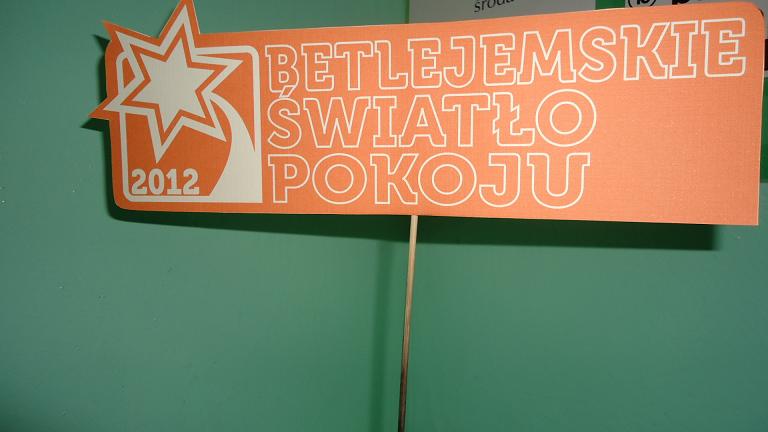 BETLEJEMSKIE
ŚWIATŁO
POKOJU
2012